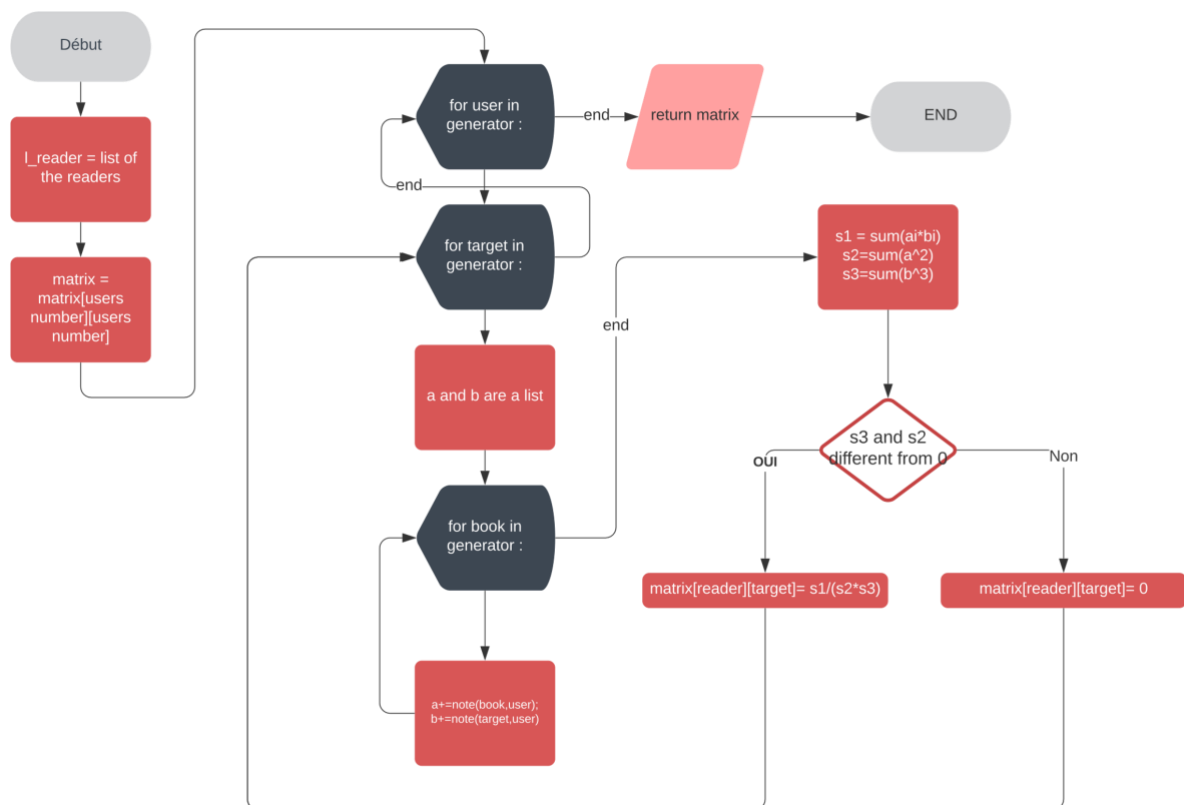 Début
l_reader = list of
the readers
matrix =
matrix[users
number][users
number]
for user in
generator :
end
return matrix
END
end
for target in
generator :
a and b are a list
for book in
generator :
a+=note(book,user);
b+=note(target,user)
end
s1 = sum(ai*bi)
s2=sum(a^2)
s3=sum(b^3)
s3 and s2
different from 0
OUI
Non
matrix[reader][target]= s1/(s2*s3)
matrix[reader][target]= 0